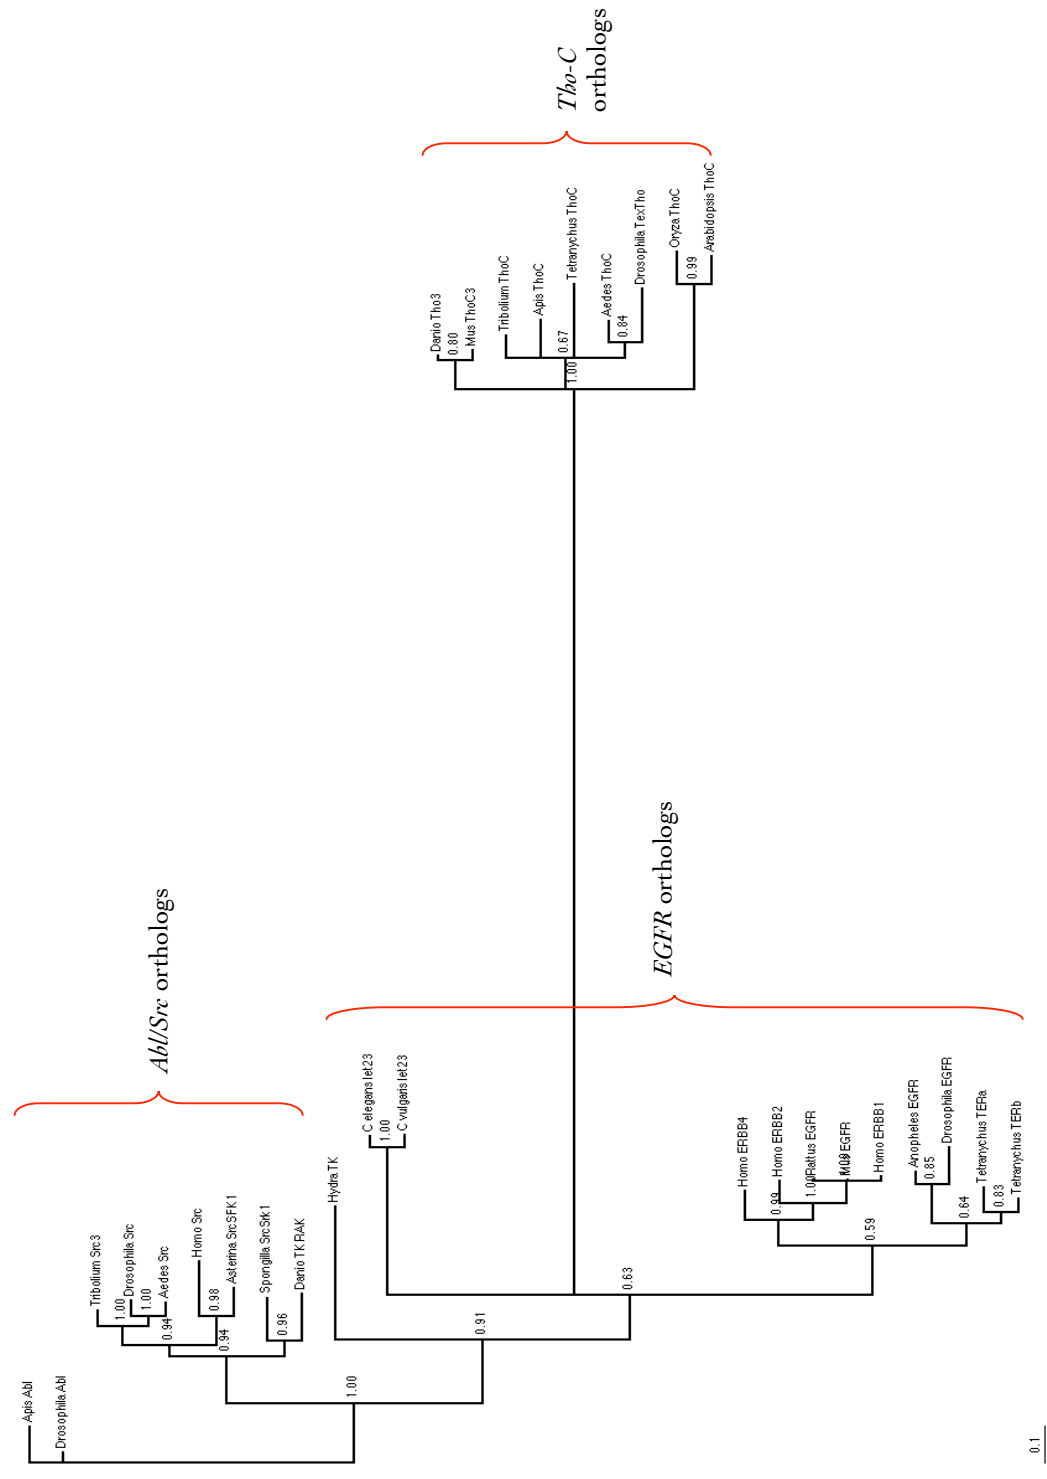 Apis Abl
Drosophila Abl
1.00
Tribolium Src3
1.00
Drosophila Src
1.00
Aedes Src
0.94
Homo Src
0.98
Asterina SrcSFK1
0.94
Spongilla SrcSrk1
0.96
Danio TK RAK
Abl/Src orthologs
0.91
Hydra TK
0.63
C elegans let23
1.00
C vulgaris let23
0.59
Homo ERBB4
0.99
Homo ERBB2
1.00
Rattus EGFR
Mus EGFR
Homo ERBB1
0.64
Anopheles EGFR
0.85
Drosophila EGFR
Tetranychus TERa
0.83
Tetranychus TERb
EGFR orthologs
1.00
Danio Tho3
0.80
Mus ThoC3
Tribolium ThoC
Apis ThoC
0.67
Tetranychus ThoC
Aedes ThoC
0.84
Drosophila TexTho
Oryza ThoC
0.99
Arabidopsis ThoC
Tho-C
orthologs
0.1